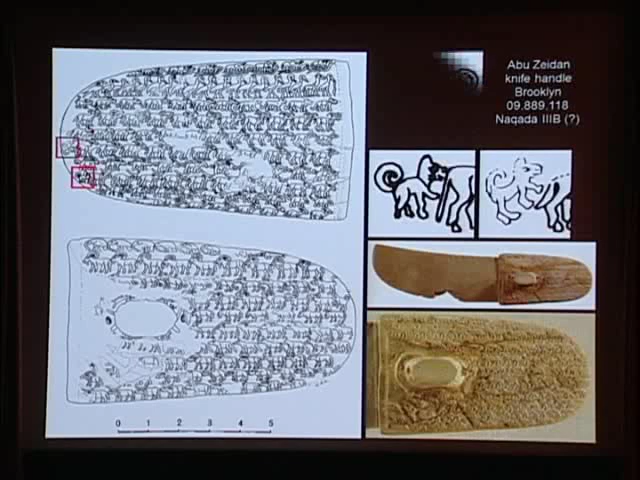 Abu Zeidan
knife handle
Brooklyn
09.889.118
Naqada IIIB (?)
0 1 2 3 4 5